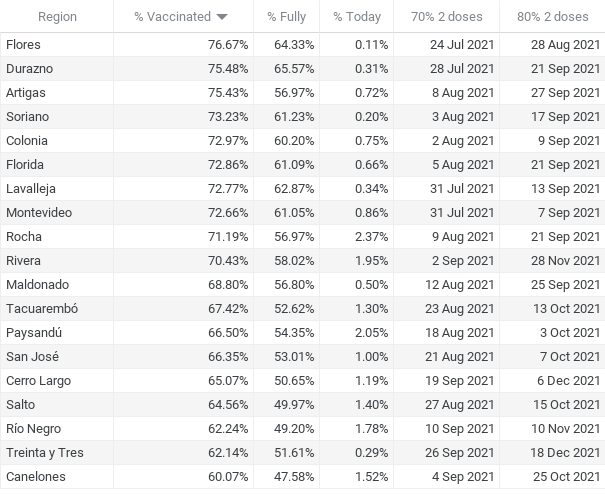 Region % Vaccinated % Fully % Today 70% 2 doses 80% 2 doses
Flores 76.67% 64.33% 0.11% 24 Jul 2021 28 Aug 2021
Durazno 75.48% 65.57% 0.31% 28 Jul 2021 21 Sep 2021
Artigas 75.43% 56.97% 0.72% 8 Aug 2021 27 Sep 2021
Soriano 73.23% 61.23% 0.20% 3 Aug 2021 17 Sep 2021
Colonia 72.97% 60.20% 0.75% 2 Aug 2021 9 Sep 2021
Florida 72.86% 61.09% 0.66% 5 Aug 2021 21 Sep 2021
Lavalleja 72.77% 62.87% 0.34% 31 Jul 2021 13 Sep 2021
Montevideo 72.66% 61.05% 0.86% 31 Jul 2021 7 Sep 2021
Rocha 71.19% 56.97% 2.37% 9 Aug 2021 21 Sep 2021
Rivera 70.43% 58.02% 1.95% 2 Sep 2021 28 Nov 2021
Maldonado 68.80% 56.80% 0.50% 12 Aug 2021 25 Sep 2021
Tacuarembó 67.42% 52.62% 1.30% 23 Aug 2021 13 Oct 2021
Paysandú 66.50% 54.35% 2.05% 18 Aug 2021 3 Oct 2021
San José 66.35% 53.01% 1.00% 21 Aug 2021 7 Oct 2021
Cerro Largo 65.07% 50.65% 1.19% 19 Sep 2021 6 Dec 2021
Salto 64.56% 49.97% 1.40% 27 Aug 2021 15 Oct 2021
Río Negro 62.24% 49.20% 1.78% 10 Sep 2021 10 Nov 2021
Treinta y Tres 62.14% 51.61% 0.29% 26 Sep 2021 18 Dec 2021
Canelones 60.07% 47.58% 1.52% 4 Sep 2021 25 Oct 2021